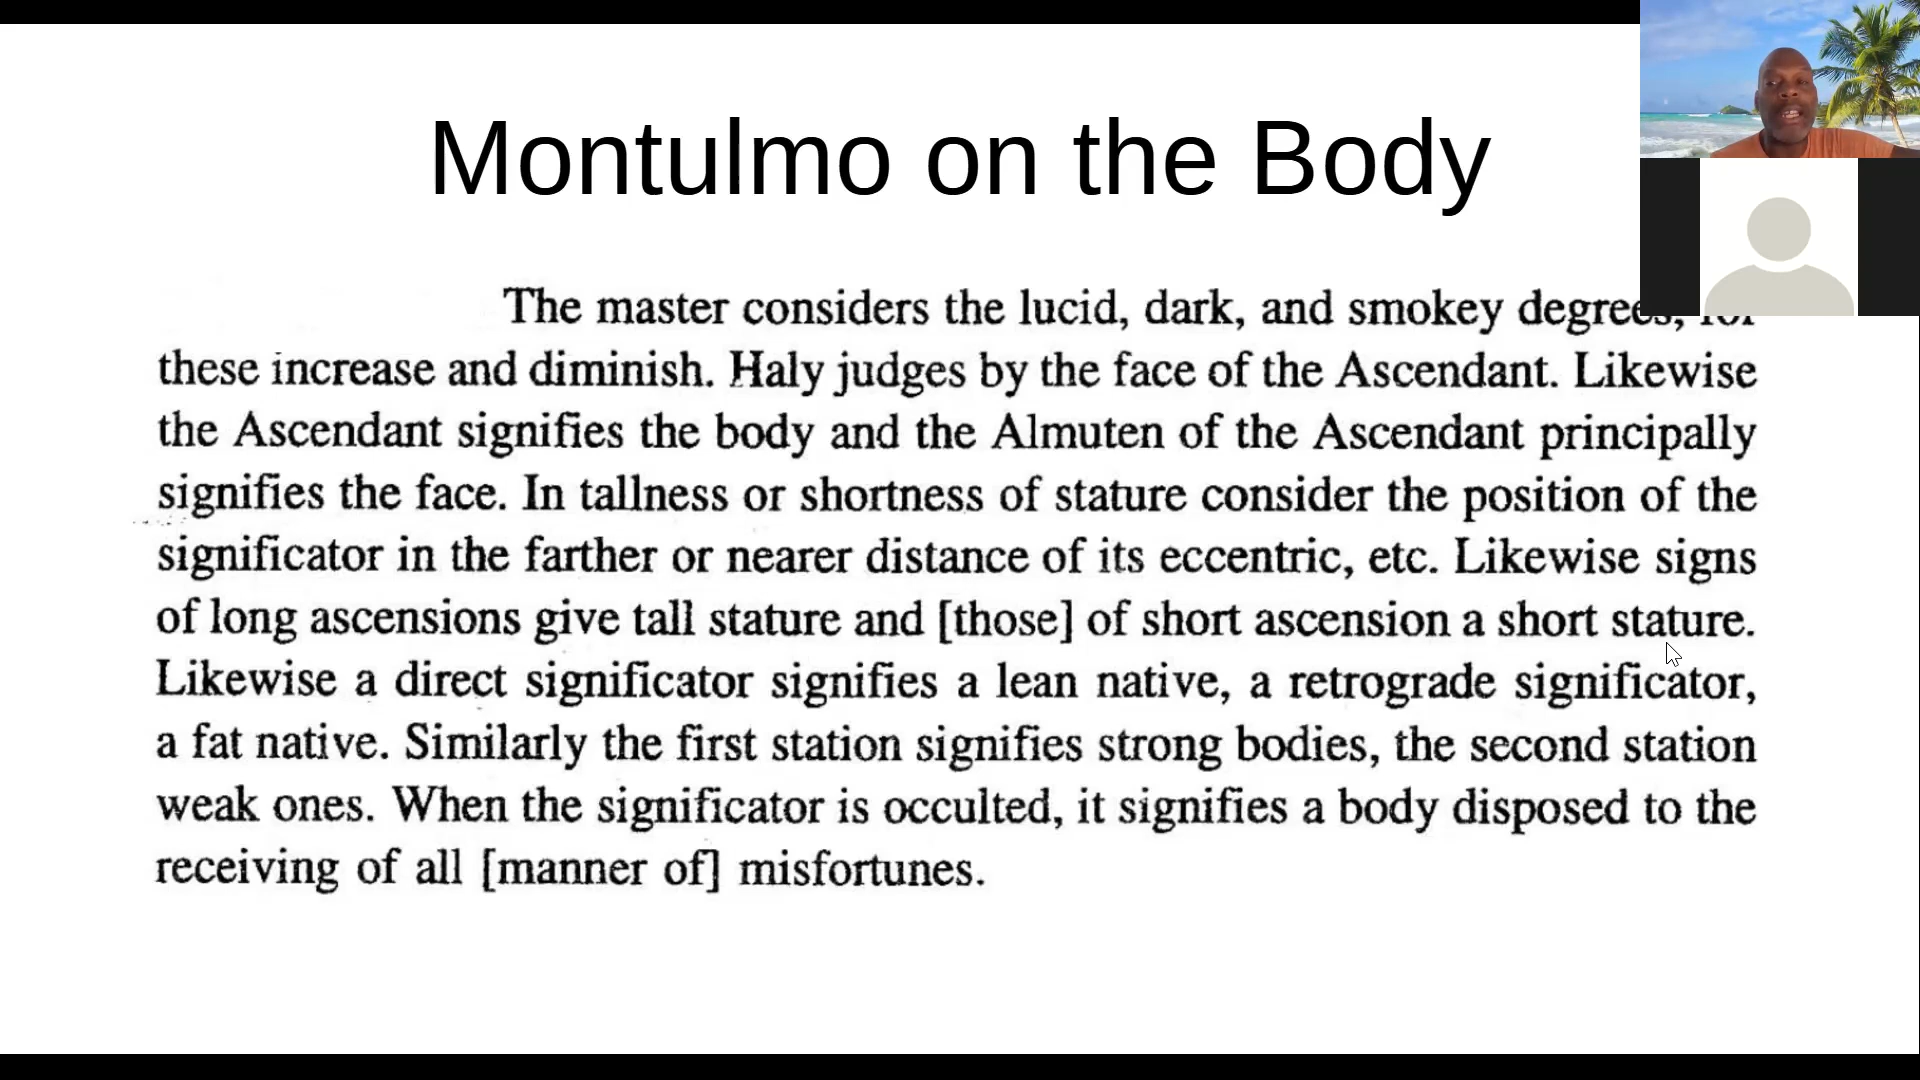 Montulmo on the Body
The master considers the lucid, dark, and smokey degrees, for
these increase and diminish. Haly judges by the face of the Ascendant. Likewise
the Ascendant signifies the body and the Almuten of the Ascendant principally
signifies the face. In tallness or shortness of stature consider the position of the
significator in the farther or nearer distance of its eccentric, etc. Likewise signs
of long ascensions give tall stature and [those] of short ascension a short stature.
Likewise a direct significator signifies a lean native, a retrograde significator,
a fat native. Similarly the first station signifies strong bodies, the second station
weak ones. When the significator is occulted, it signifies a body disposed to the
receiving of all [manner of] misfortunes.